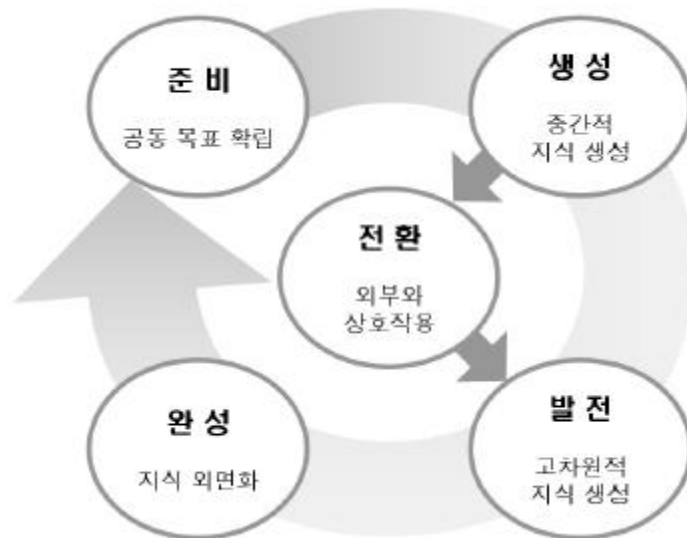 준 비
공동 목표 확립
생 성
중간적
지식 생성
전 환
외부와
상호작용
완 성
지식 외면화
발 전
고차원적
지식 생성